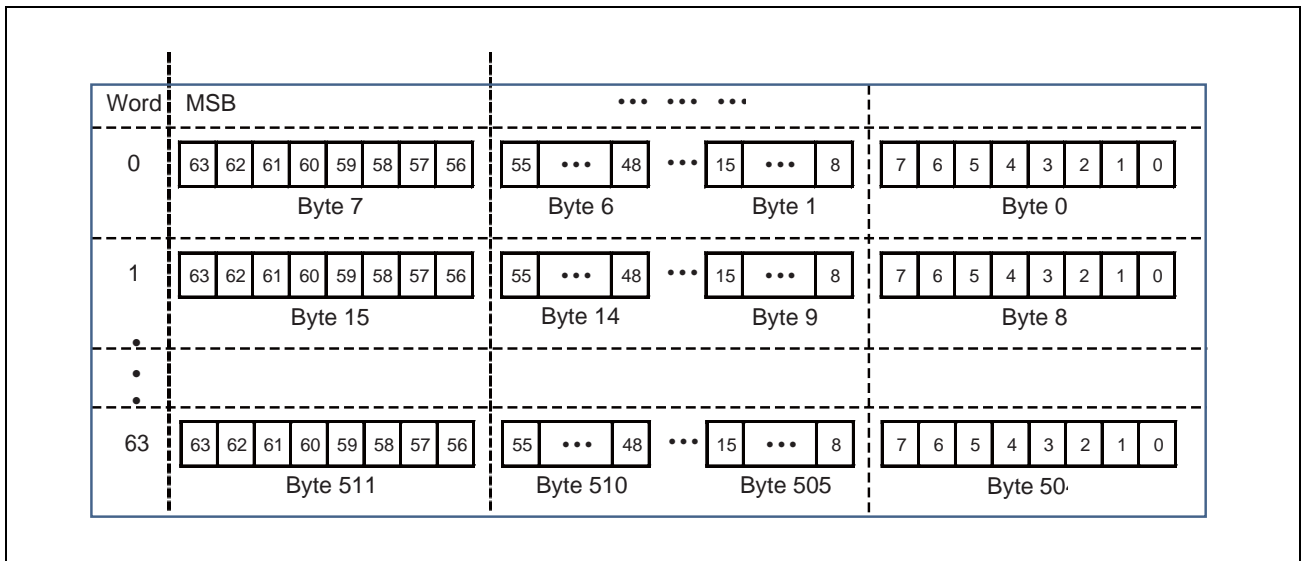 Word MSB ••• ••• •••
0 63 62 61 60 59 58 57 56 55 ••• 48 ••• 15 ••• 8 7 6 5 4 3 2 1 0
Byte 7 Byte 6 Byte 1 Byte 0
1 63 62 61 60 59 58 57 56 55 ••• 48 ••• 15 ••• 8 7 6 5 4 3 2 1 0
Byte 15 Byte 14 Byte 9 Byte 8
•
•
•
63 63 62 61 60 59 58 57 56 55 ••• 48 ••• 15 ••• 8 7 6 5 4 3 2 1 0
Byte 511 Byte 510 Byte 505 Byte